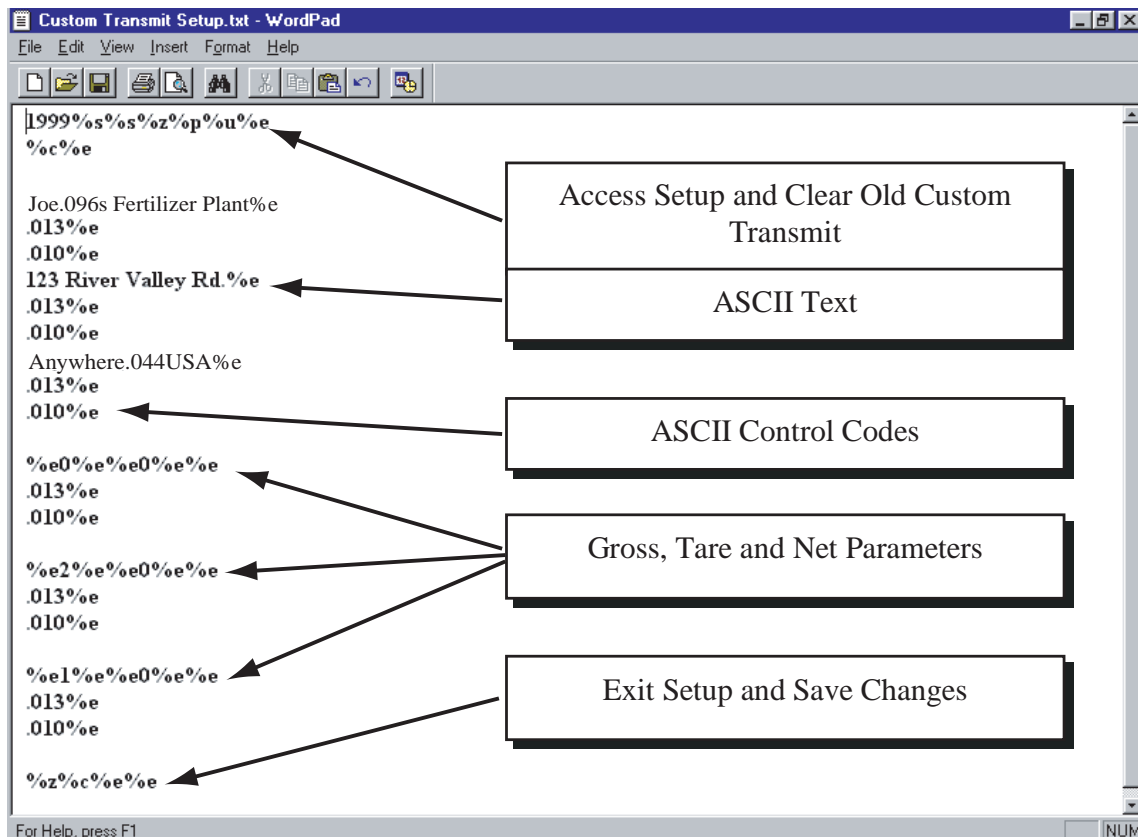 Custom Transmit Setup.txt - WordPad
File Edit View Insert Format Help
1999%s%s%z%p%u%e
%c%e
Joe.096s Fertilizer Plant%e
.013%e
.010%e
123 River Valley Rd.%e
.013%e
.010%e
Anywhere.044USA%e
.013%e
.010%e
%e0%e%e0%e%e
.013%e
.010%e
%e2%e%e0%e%e
.013%e
.010%e
%e1%e%e0%e%e
.013%e
.010%e
%z%c%e%e
Access Setup and Clear Old Custom
Transmit
ASCII Text
ASCII Control Codes
Gross, Tare and Net Parameters
Exit Setup and Save Changes
For Help, press F1
NUM